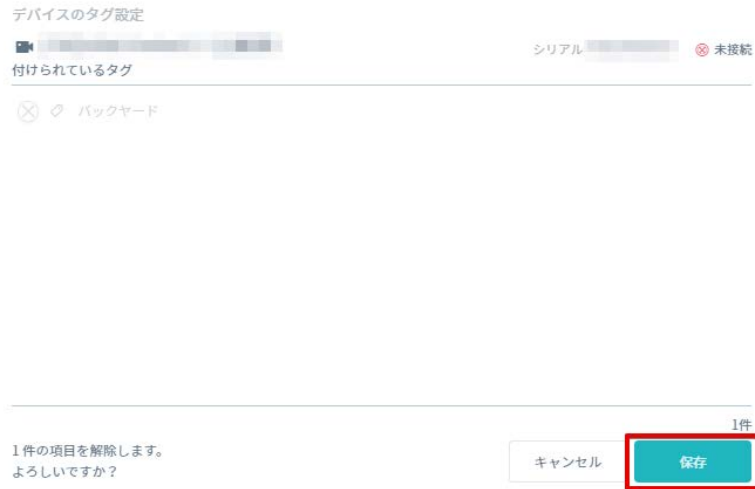 デバイスのタグ設定
シリアル 未接続
付けられているタグ
バックヤード
1件
1件の項目を解除します。
よろしいですか?
キャンセル 保存